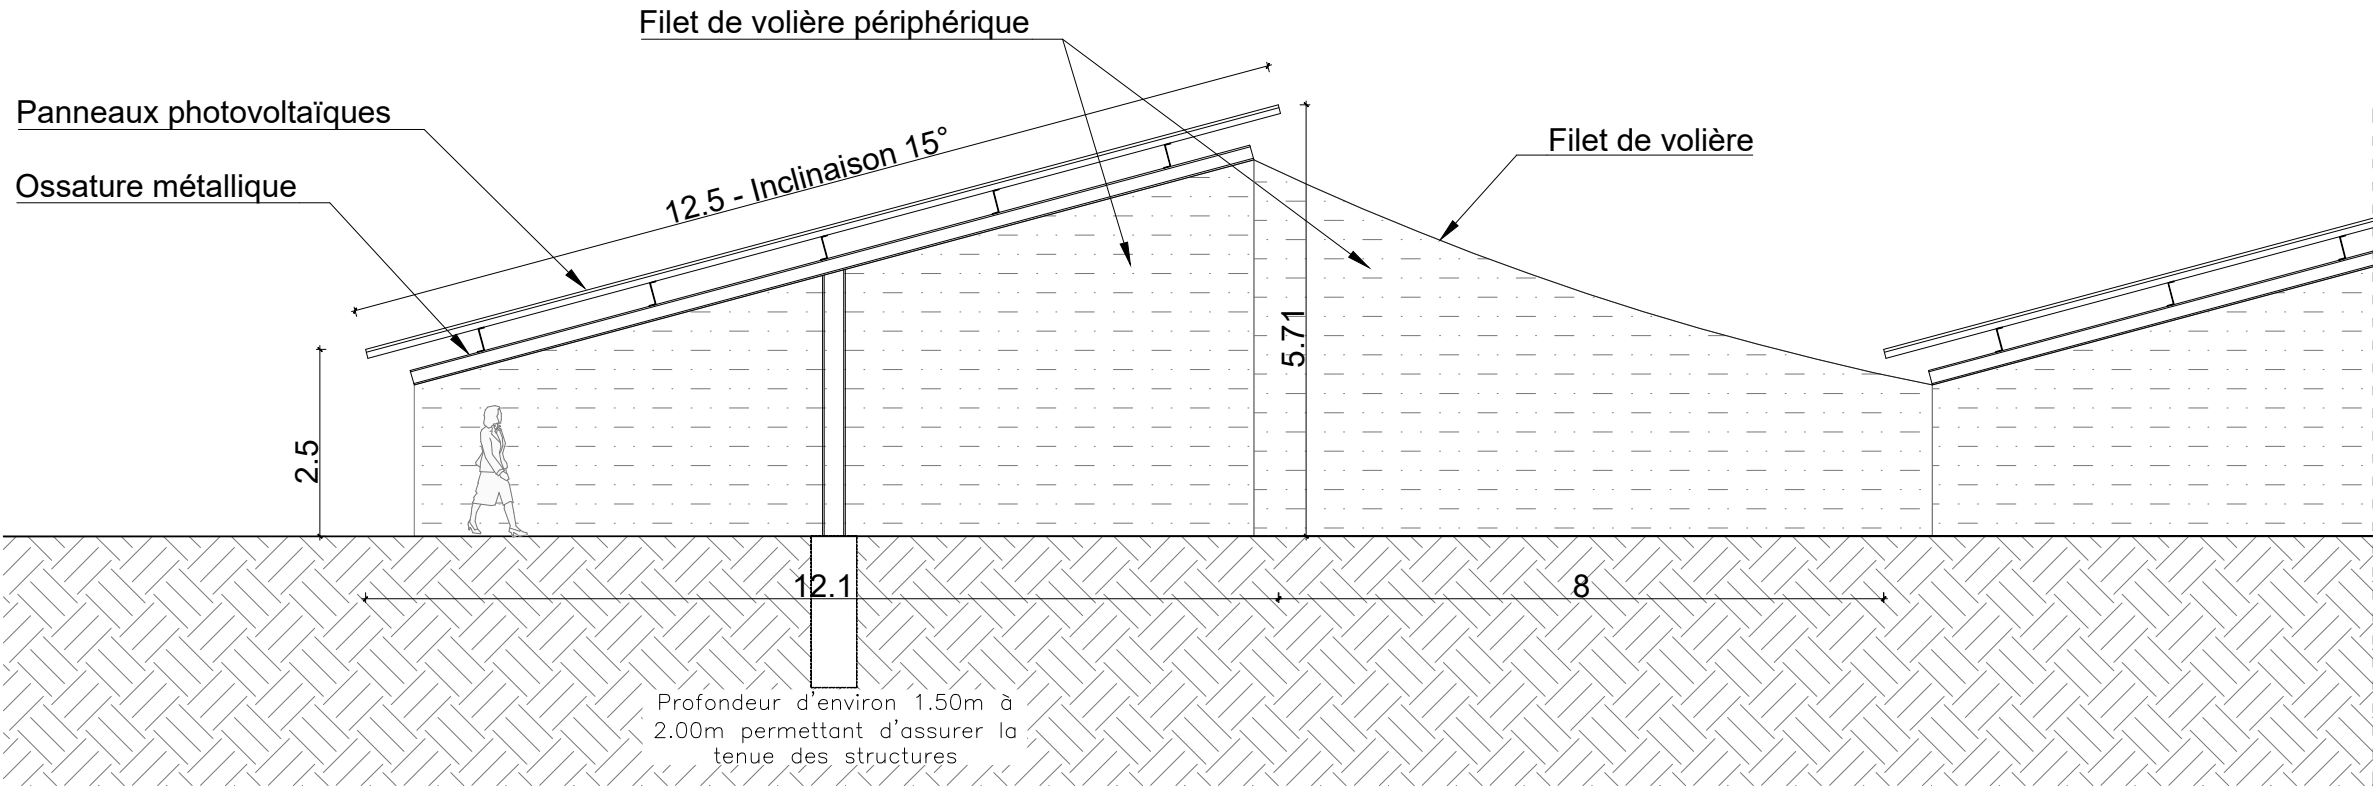 Filet de volière périphérique
Panneaux photovoltaïques
12.5 - Inclinaison 15°
Filet de volière
Ossature métallique
5.71
2.5
12.1
8
Profondeur d'environ 1.50m à
2.00m permettant d'assurer la
tenue des structures